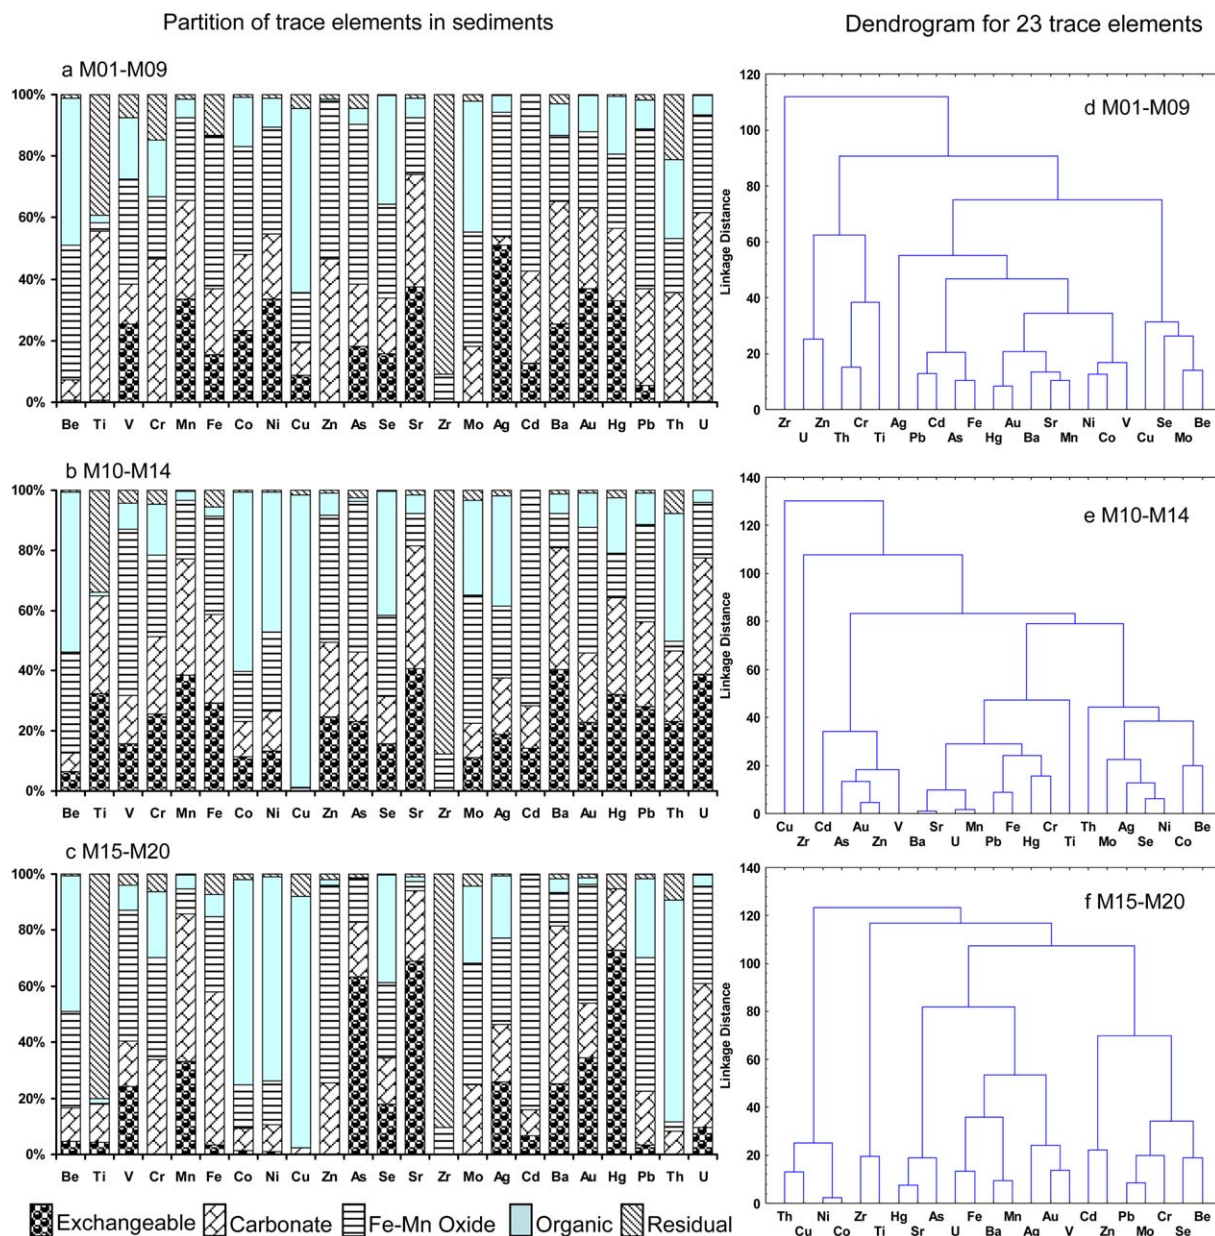 Partition of trace elements in sediments
Dendrogram for 23 trace elements
a M01-M09
100%
80%
60%
40%
20%
0%
Be Ti V Cr Mn Fe Co Ni Cu Zn As Se Sr Zr Mo Ag Cd Ba Au Hg Pb Th U
b M10-M14
100%
80%
60%
40%
20%
0%
Be Ti V Cr Mn Fe Co Ni Cu Zn As Se Sr Zr Mo Ag Cd Ba Au Hg Pb Th U
c M15-M20
100%
80%
60%
40%
20%
0%
Be Ti V Cr Mn Fe Co Ni Cu Zn As Se Sr Zr Mo Ag Cd Ba Au Hg Pb Th U
Exchangeable Carbonate Fe-Mn Oxide Organic Residual
d M01-M09
120
100
80
60
40
20
0
Linkage Distance
Zr Zn Cr Ag Cd Fe Au Sr Ni V Se Be
U Th Ti Pb As Hg Ba Mn Co Cu Mo
e M10-M14
140
120
100
80
60
40
20
0
Linkage Distance
Cu Cd Au V Sr Mn Fe Cr Th Ag Ni Be
Zr As Zn Ba U Pb Hg Ti Mo Se Co
f M15-M20
140
120
100
80
60
40
20
0
Linkage Distance
Th Ni Zr Hg As Fe Mn Au Cd Pb Cr Be
Cu Co Ti Sr U Ba Ag V Zn Mo Se